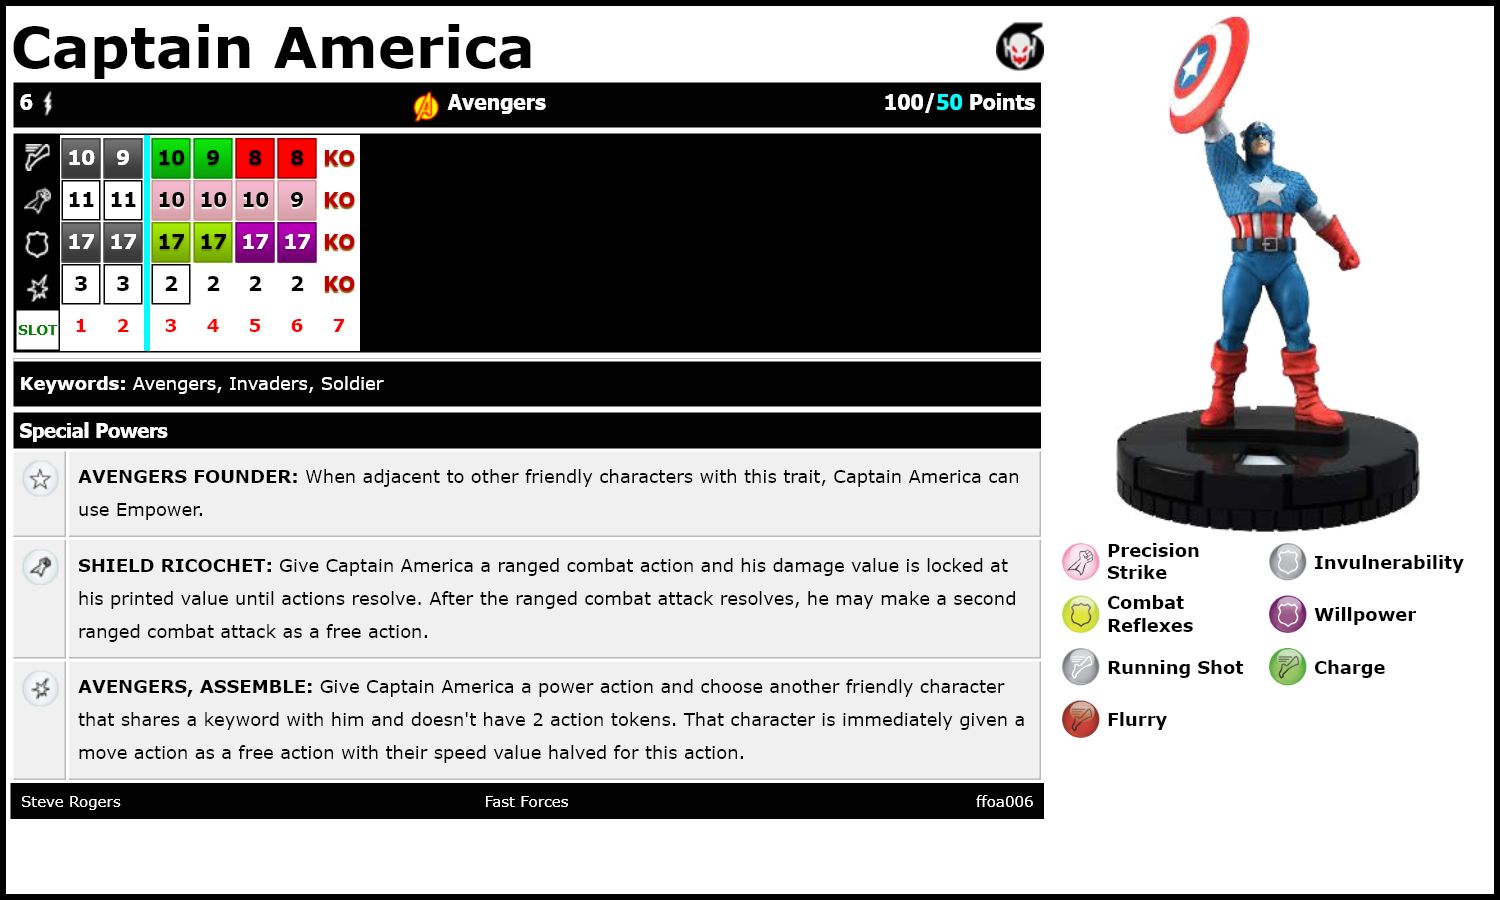 Captain America
6 Avengers 100/50 Points
10 9 10 9 8 8 KO
11 11 10 10 10 9 KO
17 17 17 17 17 17 KO
3 3 2 2 2 2 KO
SLOT 1 2 3 4 5 6 7
Keywords: Avengers, Invaders, Soldier
Special Powers
AVENGERS FOUNDER: When adjacent to other friendly characters with this trait, Captain America can
use Empower.
SHIELD RICOCHET: Give Captain America a ranged combat action and his damage value is locked at
his printed value until actions resolve. After the ranged combat attack resolves, he may make a second
ranged combat attack as a free action.
AVENGERS, ASSEMBLE: Give Captain America a power action and choose another friendly character
that shares a keyword with him and doesn't have 2 action tokens. That character is immediately given a
move action as a free action with their speed value halved for this action.
Steve Rogers Fast Forces ffoa006
Precision
Strike
Invulnerability
Combat
Reflexes
Willpower
Running Shot
Charge
Flurry